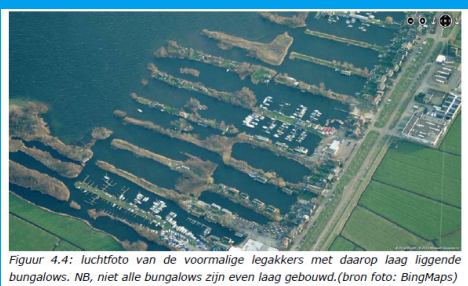 Figuur 4.4: luchtfoto van de voormalige legakkers met daarop laag liggende
bungalows. NB, niet alle bungalows zijn even laag gebouwd.(bron foto: BingMaps)